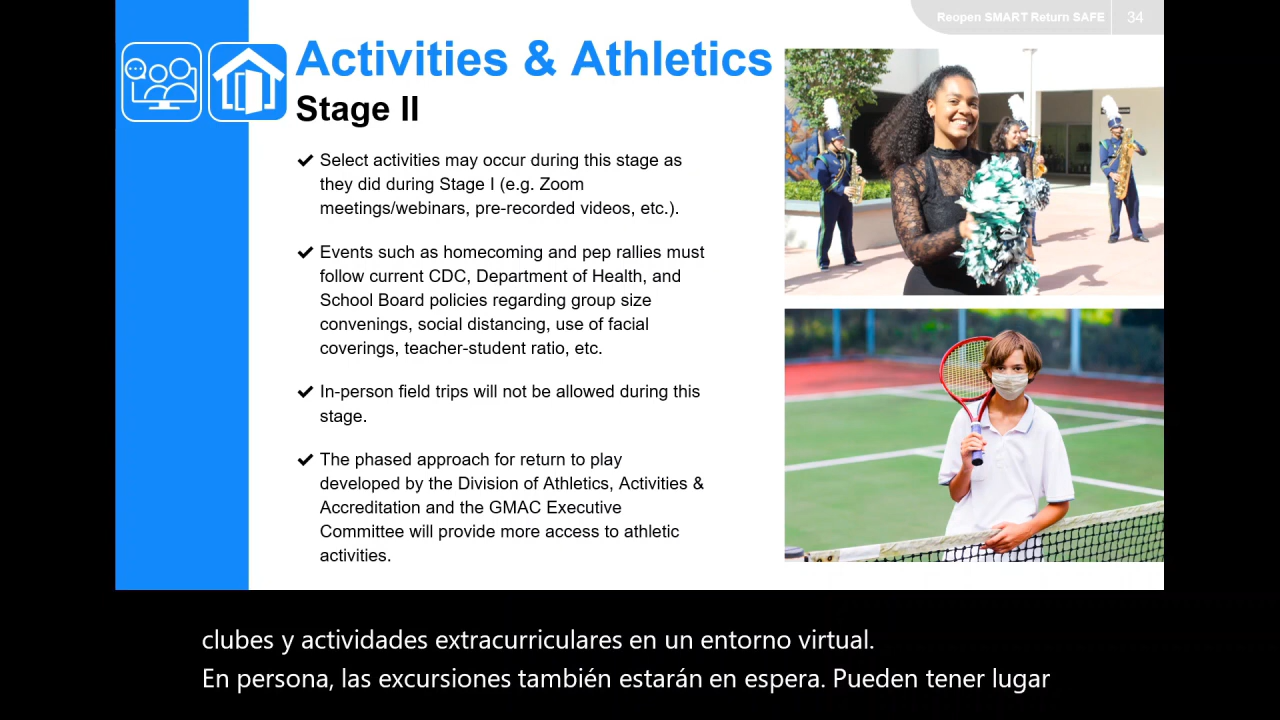 Reopen SMART Return SAFE 34
Activities & Athletics
Stage II
Select activities may occur during this stage as
they did during Stage I (e.g. Zoom
meetings/webinars, pre-recorded videos, etc.).
Events such as homecoming and pep rallies must
follow current CDC, Department of Health, and
School Board policies regarding group size
convenings, social distancing, use of facial
coverings, teacher-student ratio, etc.
In-person field trips will not be allowed during this
stage.
The phased approach for return to play
developed by the Division of Athletics, Activities &
Accreditation and the GMAC Executive
Committee will provide more access to athletic
activities.
clubes y actividades extracurriculares en un entorno virtual.
En persona, las excursiones también estarán en espera. Pueden tener lugar